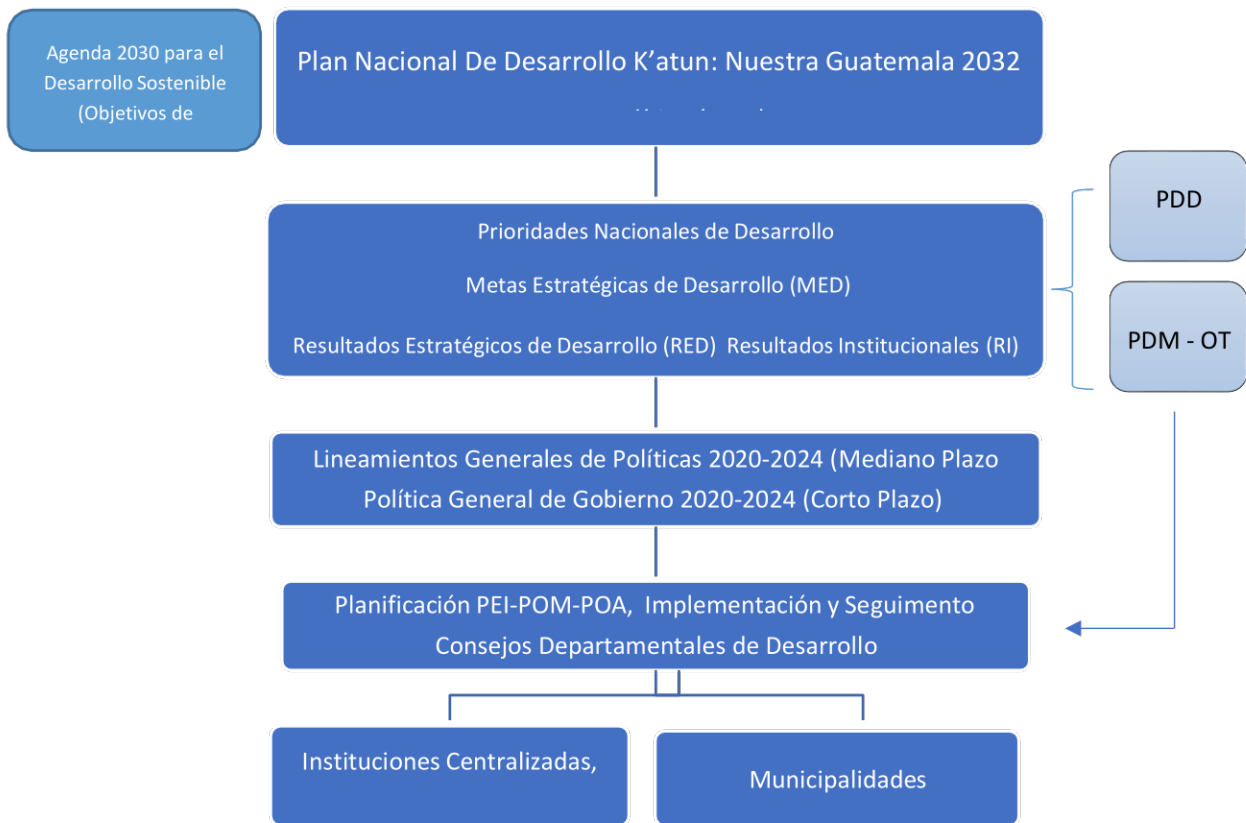 Agenda 2030 para el
Desarrollo Sostenible
(Objetivos de
Plan Nacional De Desarrollo K’atun: Nuestra Guatemala 2032
PDD
Prioridades Nacionales de Desarrollo
Metas Estratégicas de Desarrollo (MED)
Resultados Estratégicos de Desarrollo (RED) Resultados Institucionales (RI)
PDM - OT
Lineamientos Generales de Políticas 2020-2024 (Mediano Plazo
Política General de Gobierno 2020-2024 (Corto Plazo)
Planificación PEI-POM-POA, Implementación y Seguimento
Consejos Departamentales de Desarrollo
Instituciones Centralizadas,
Municipalidades